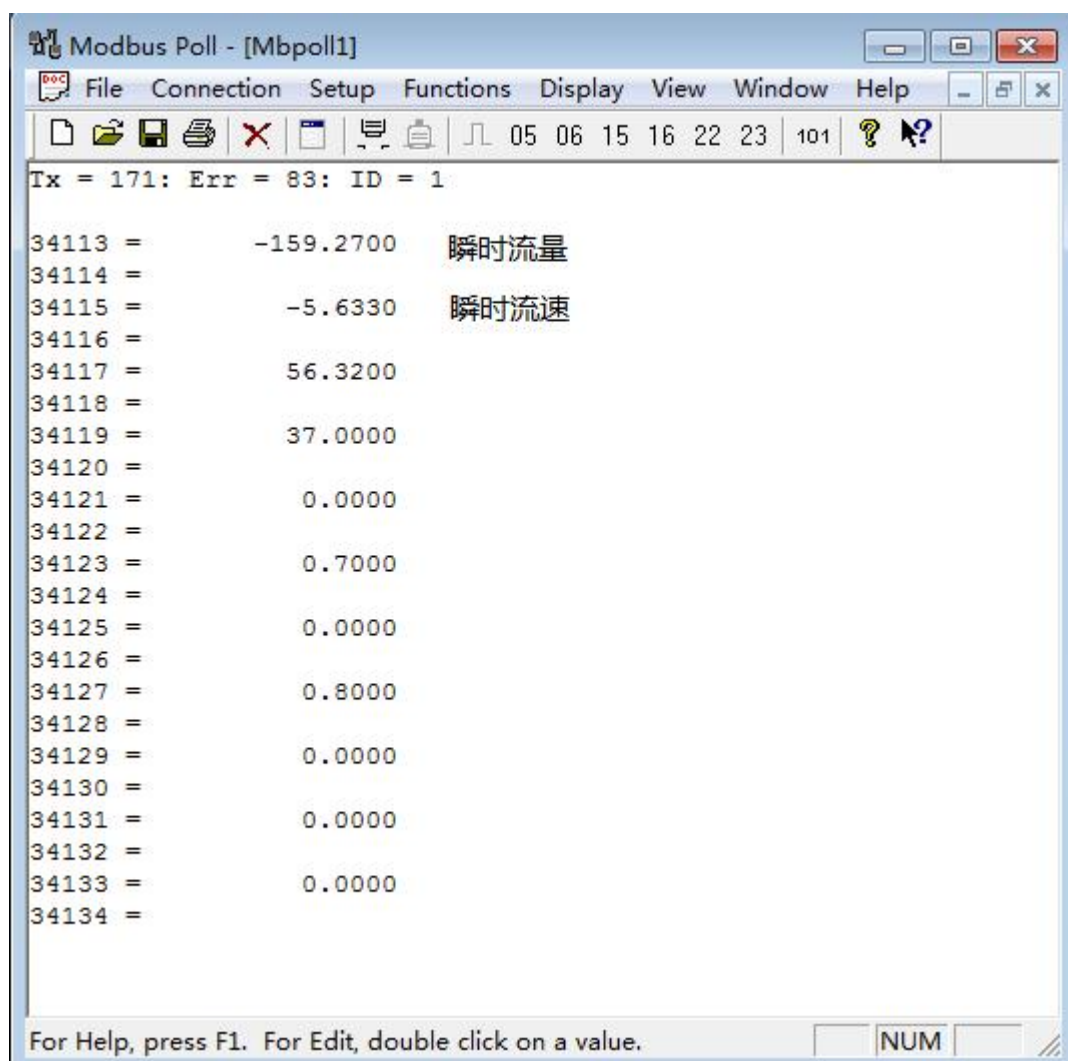 Modbus Poll - [Mbpoll1]
File Connection Setup Functions Display View Window Help
05 06 15 16 22 23 101
Tx = 171: Err = 83: ID = 1
34113 = -159.2700 瞬时流量
34114 =
34115 = -5.6330 瞬时流速
34116 =
34117 = 56.3200
34118 =
34119 = 37.0000
34120 =
34121 = 0.0000
34122 =
34123 = 0.7000
34124 =
34125 = 0.0000
34126 =
34127 = 0.8000
34128 =
34129 = 0.0000
34130 =
34131 = 0.0000
34132 =
34133 = 0.0000
34134 =
For Help, press F1. For Edit, double click on a value. NUM